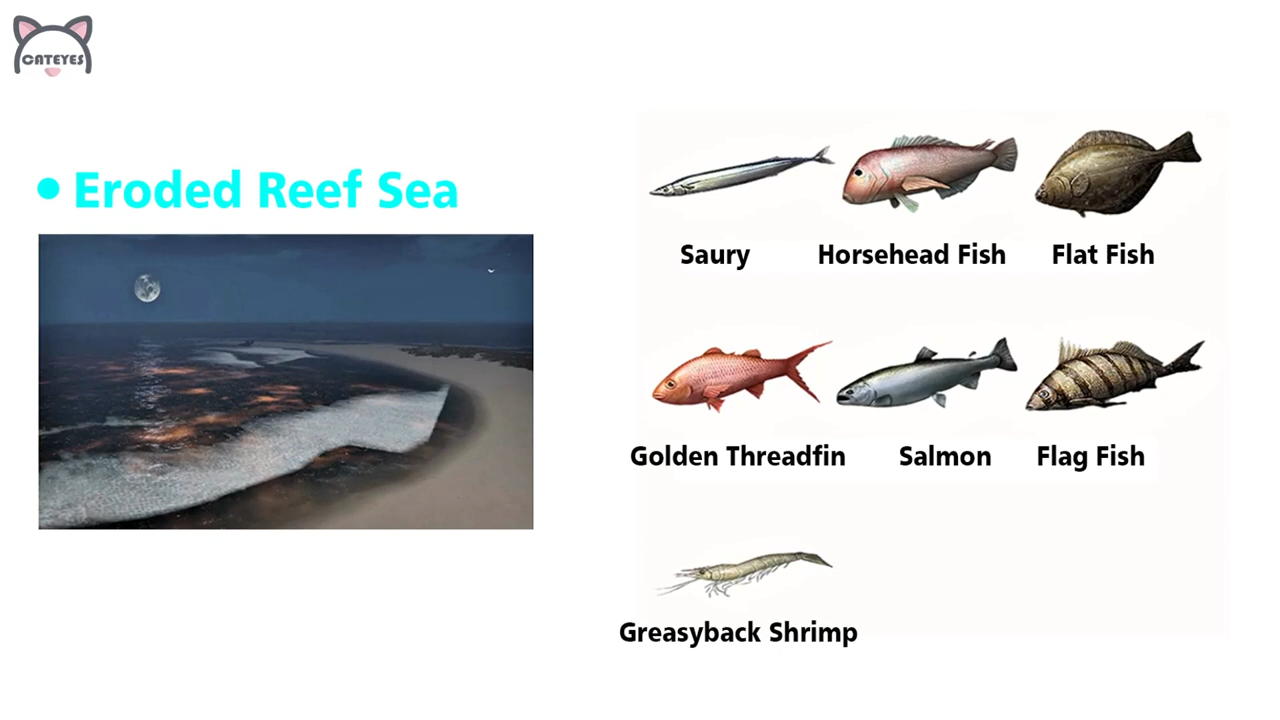 CATEYES
• Eroded Reef Sea
Saury Horsehead Fish Flat Fish
Golden Threadfin Salmon Flag Fish
Greasyback Shrimp